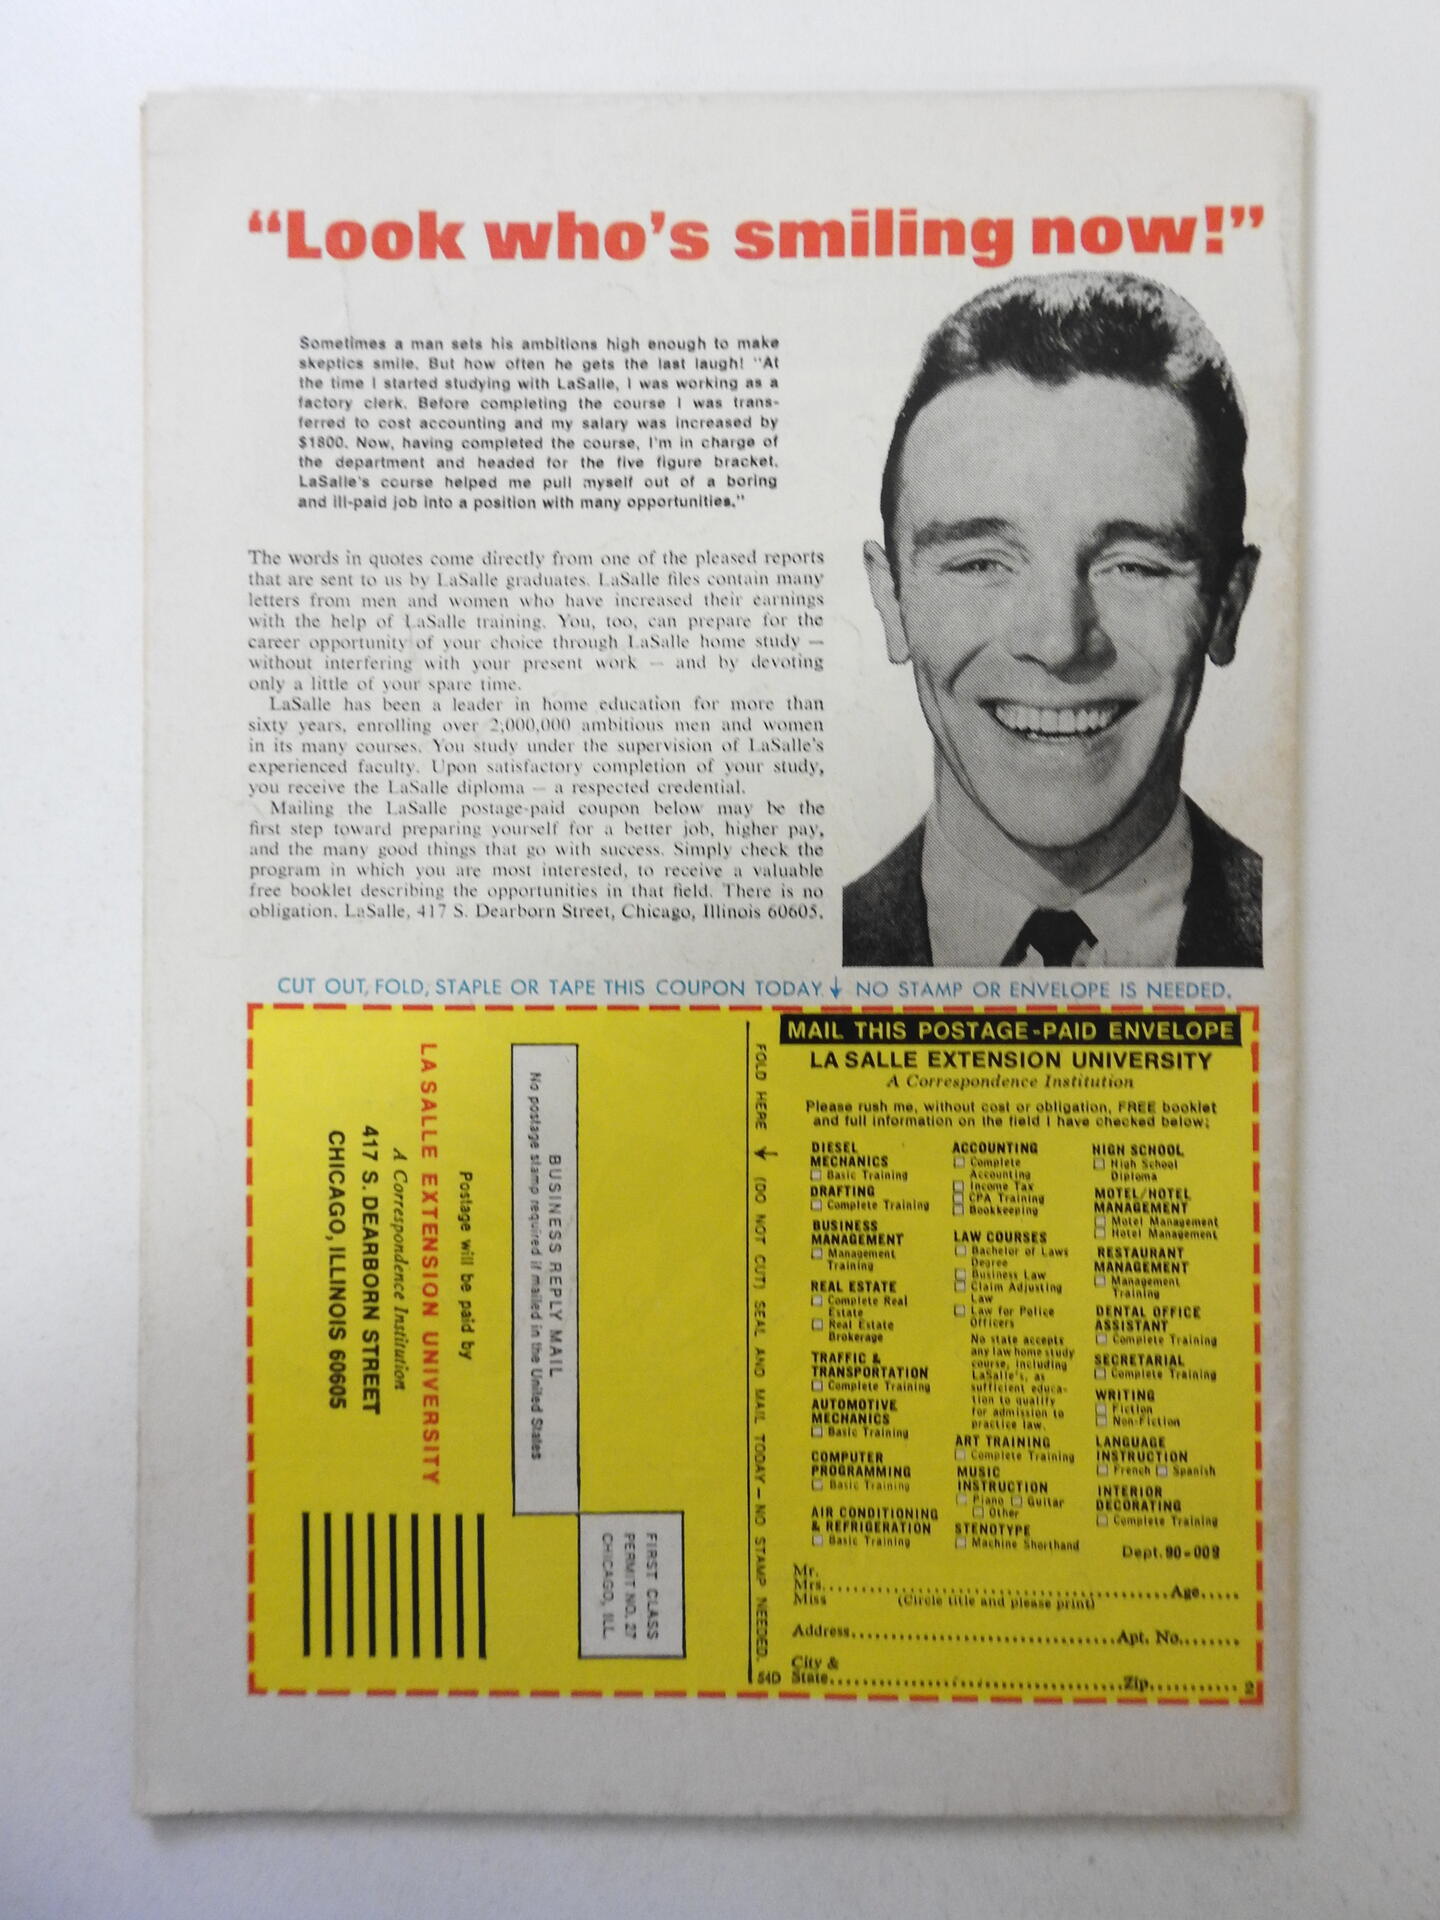 “Look who’s smiling now!”
Sometimes a man sets his ambitions high enough to make
skeptics smile. But how often he gets the last laugh! "At
the time I started studying with LaSalle, I was working as a
factory clerk. Before completing the course I was trans-
ferred to cost accounting and my salary was increased by
$1800. Now, having completed the course, I'm in charge of
the department and headed for the five figure bracket.
LaSalle's course helped me pull myself out of a boring
and ill-paid job into a position with many opportunities."
The words in quotes come directly from one of the pleased reports
that are sent to us by LaSalle graduates. LaSalle files contain many
letters from men and women who have increased their earnings
with the help of LaSalle training. You, too, can prepare for the
career opportunity of your choice through LaSalle home study —
without interfering with your present work — and by devoting
only a little of your spare time.
LaSalle has been a leader in home education for more than
sixty years, enrolling over 2,000,000 ambitious men and women
in its many courses. You study under the supervision of LaSalle's
experienced faculty. Upon satisfactory completion of your study,
you receive the LaSalle diploma — a respected credential.
Mailing the LaSalle postage-paid coupon below may be the
first step toward preparing yourself for a better job, higher pay,
and the many good things that go with success. Simply check the
program in which you are most interested, to receive a valuable
free booklet describing the opportunities in that field. There is no
obligation. LaSalle, 417 S. Dearborn Street, Chicago, Illinois 60605.
CUT OUT, FOLD, STAPLE OR TAPE THIS COUPON TODAY ↓ NO STAMP OR ENVELOPE IS NEEDED.
FIRST CLASS
PERMIT NO. 27
CHICAGO, ILL.
BUSINESS REPLY MAIL
No postage stamp required if mailed in the United States
Postage will be paid by
LA SALLE EXTENSION UNIVERSITY
A Correspondence Institution
417 S. DEARBORN STREET
CHICAGO, ILLINOIS 60605
FOLD HERE ↓ (DO NOT CUT) SEAL AND MAIL TODAY — NO STAMP NEEDED.
54D
MAIL THIS POSTAGE-PAID ENVELOPE
LA SALLE EXTENSION UNIVERSITY
A Correspondence Institution
Please rush me, without cost or obligation, FREE booklet
and full information on the field I have checked below:
DIESEL
MECHANICS
☐ Basic Training
DRAFTING
☐ Complete Training
BUSINESS
MANAGEMENT
☐ Management
Training
REAL ESTATE
☐ Complete Real
Estate
☐ Real Estate
Brokerage
TRAFFIC &
TRANSPORTATION
☐ Complete Training
AUTOMOTIVE
MECHANICS
☐ Basic Training
COMPUTER
PROGRAMMING
☐ Basic Training
AIR CONDITIONING
& REFRIGERATION
☐ Basic Training
ACCOUNTING
☐ Complete
Accounting
☐ Income Tax
☐ CPA Training
☐ Bookkeeping
LAW COURSES
☐ Bachelor of Laws
Degree
☐ Business Law
☐ Claim Adjusting
Law
☐ Law for Police
Officers
No state accepts
any law home study
course, including
LaSalle's, as
sufficient educa-
tion to qualify
for admission to
practice law.
ART TRAINING
☐ Complete Training
MUSIC
INSTRUCTION
☐ Piano ☐ Guitar
☐ Other
STENOTYPE
☐ Machine Shorthand
HIGH SCHOOL
☐ High School
Diploma
MOTEL/HOTEL
MANAGEMENT
☐ Motel Management
☐ Hotel Management
RESTAURANT
MANAGEMENT
☐ Management
Training
DENTAL OFFICE
ASSISTANT
☐ Complete Training
SECRETARIAL
☐ Complete Training
WRITING
☐ Fiction
☐ Non-Fiction
LANGUAGE
INSTRUCTION
☐ French ☐ Spanish
INTERIOR
DECORATING
☐ Complete Training
Dept. 90-009
Mr.
Mrs. Age
Miss (Circle title and please print)
Address Apt. No.
City &
State Zip